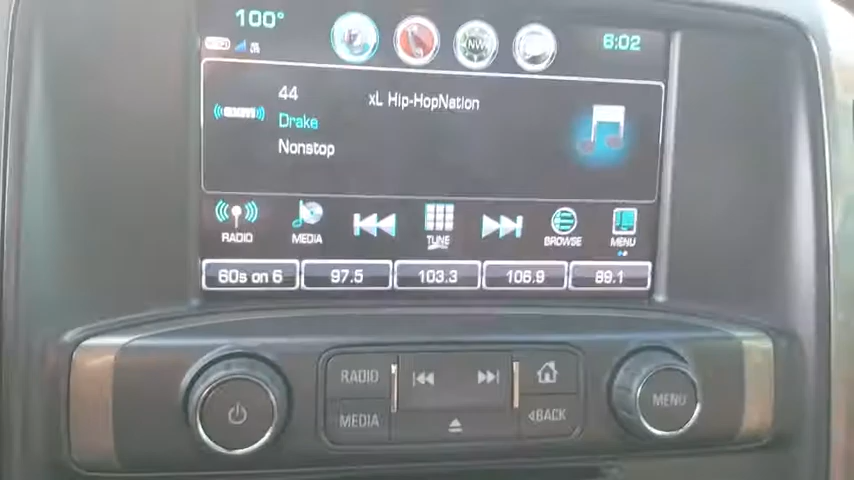 100°
NW
6:02
44
xL Hip-HopNation
Drake
Nonstop
RADIO
MEDIA
TUNE
BROWSE
MENU
60s on 6
97.5
103.3
106.9
89.1
RADIO
MEDIA
BACK
MENU